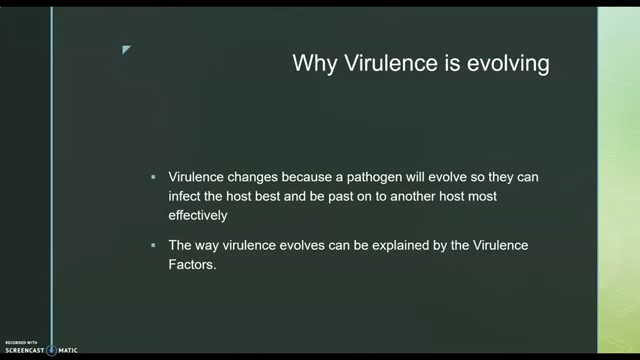 Why Virulence is evolving
Virulence changes because a pathogen will evolve so they can
infect the host best and be past on to another host most
effectively
The way virulence evolves can be explained by the Virulence
Factors.
RECORDED WITH
SCREENCAST MATIC